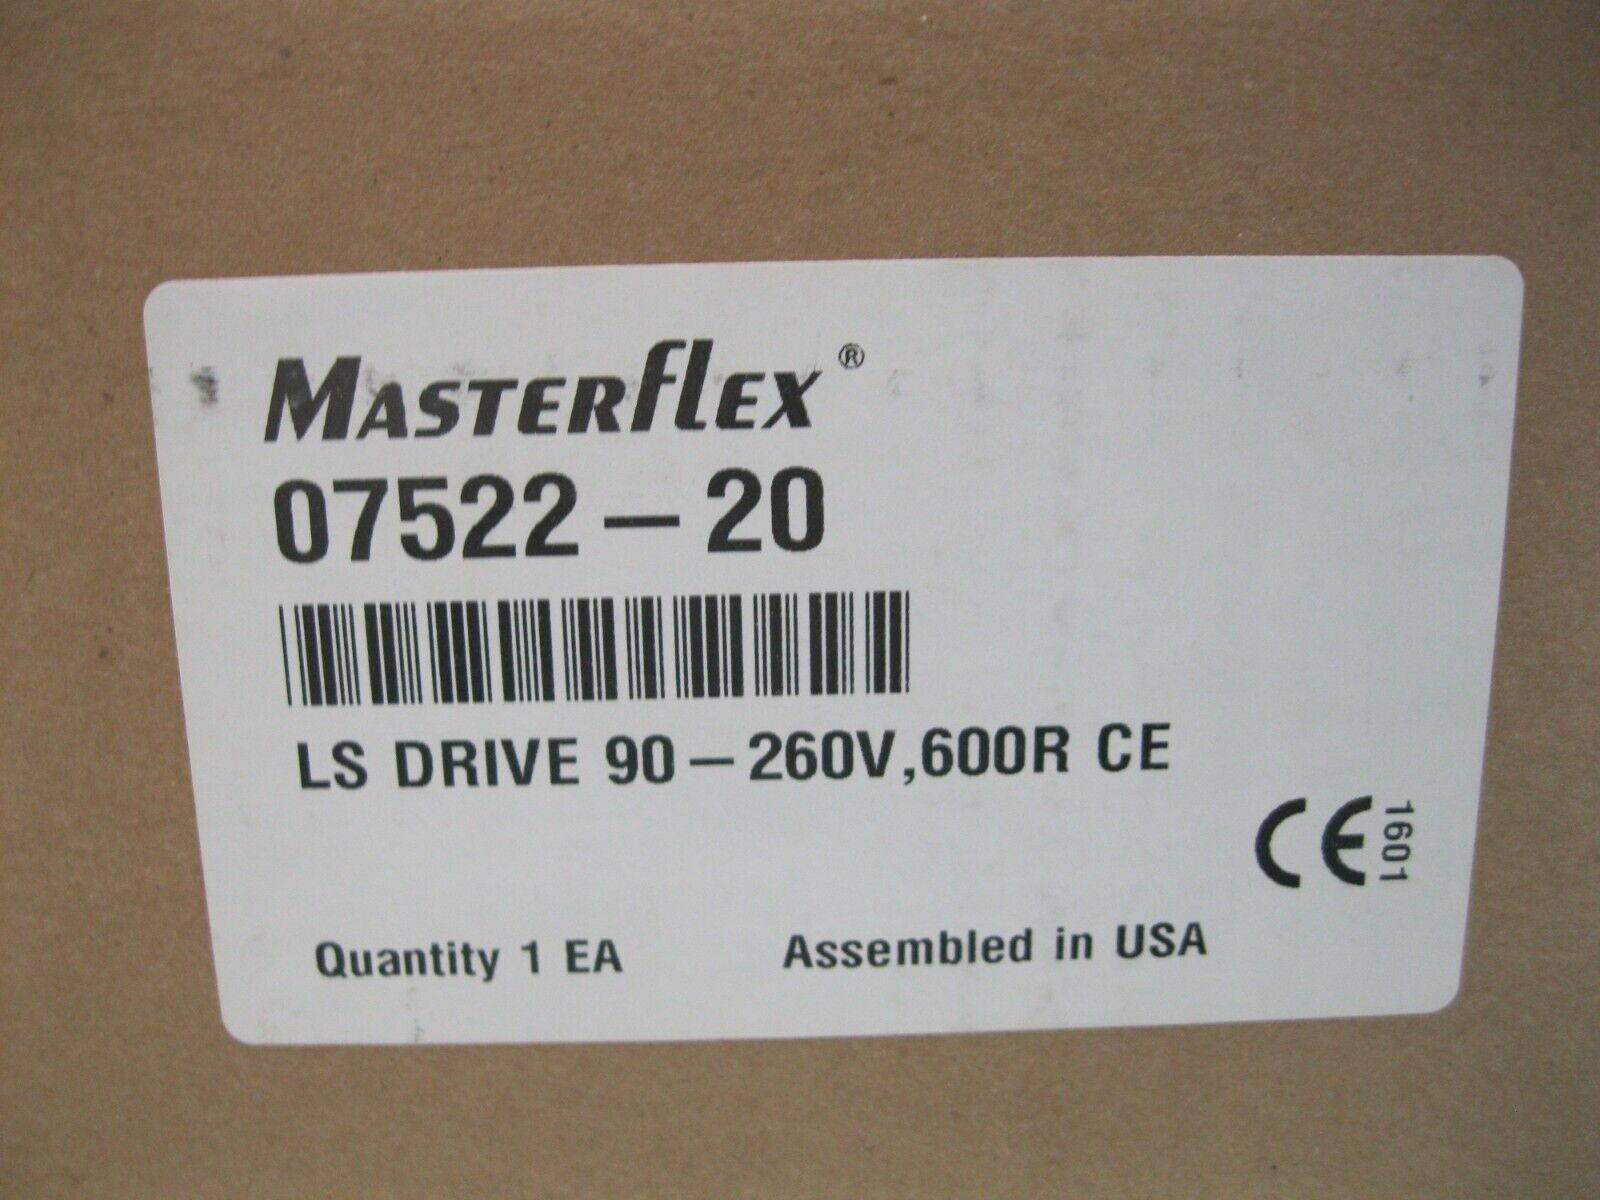 MASTERFLEX®
07522-20
LS DRIVE 90-260V,600R CE
CE 1601
Quantity 1 EA Assembled in USA